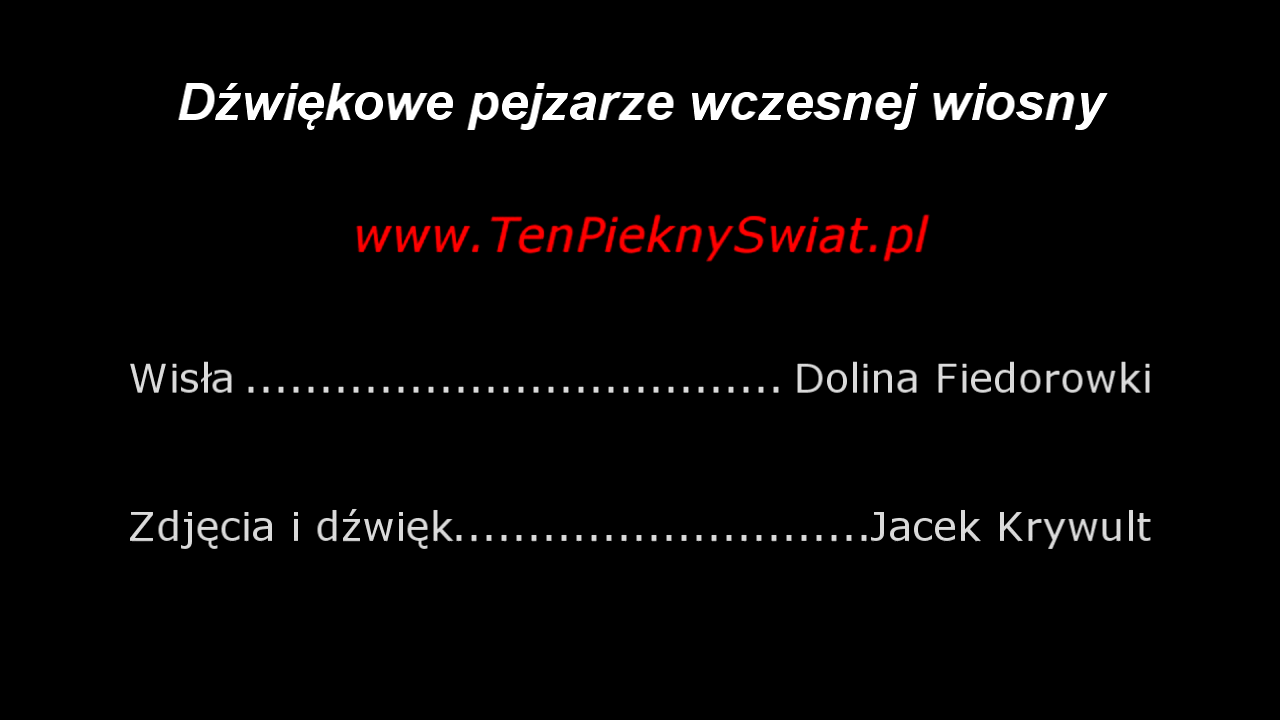 Dźwiękowe pejzarze wczesnej wiosny
www.TenPieknySwiat.pl
Wisła .................................... Dolina Fiedorowki
Zdjęcia i dźwięk............................Jacek Krywult